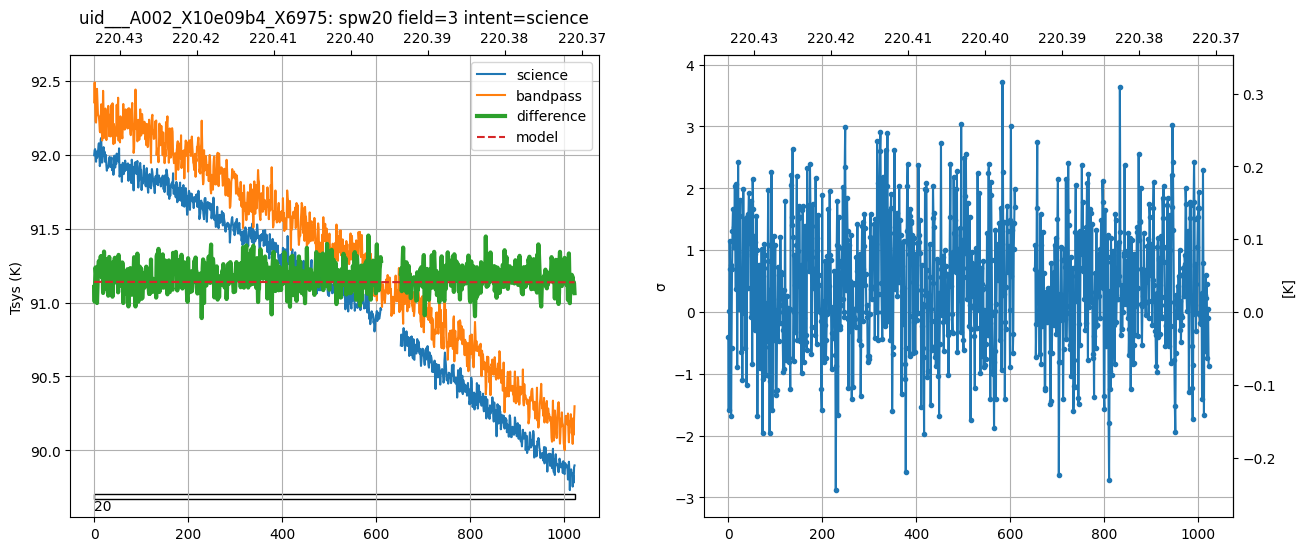 uid___A002_X10e09b4_X6975: spw20 field=3 intent=science
220.43 220.42 220.41 220.40 220.39 220.38 220.37
92.5
92.0
91.5
91.0
90.5
90.0
Tsys (K)
science
bandpass
difference
model
20
0 200 400 600 800 1000
220.43 220.42 220.41 220.40 220.39 220.38 220.37
4
3
2
1
0
−1
−2
−3
σ
0.3
0.2
0.1
0.0
−0.1
−0.2
[K]
0 200 400 600 800 1000